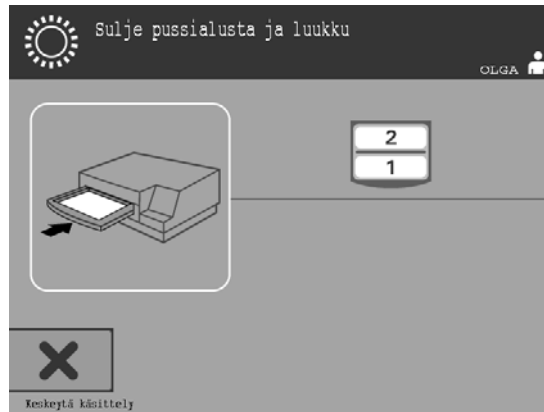 Sulje pussialusta ja luukku
OLGA
2
1
Keskeytä käsittely